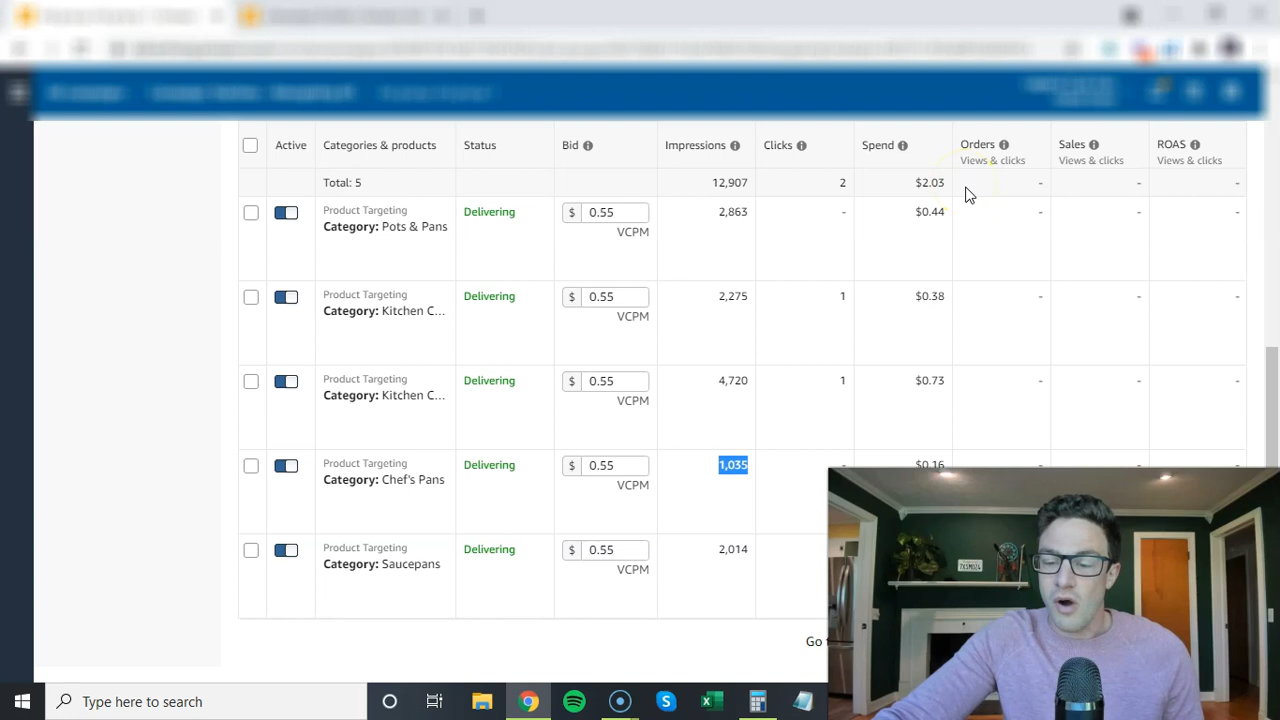 Active Categories & products Status Bid Impressions Clicks Spend Orders Sales ROAS
Views & clicks Views & clicks Views & clicks
Total: 5 12,907 2 $2.03 - - -
Product Targeting Delivering $ 0.55 2,863 - $0.44 - - -
Category: Pots & Pans VCPM
Product Targeting Delivering $ 0.55 2,275 1 $0.38 - - -
Category: Kitchen C... VCPM
Product Targeting Delivering $ 0.55 4,720 1 $0.73 - - -
Category: Kitchen C... VCPM
Product Targeting Delivering $ 0.55 1,035 - $0.16
Category: Chef's Pans VCPM
Product Targeting Delivering $ 0.55 2,014
Category: Saucepans VCPM
Go
Type here to search